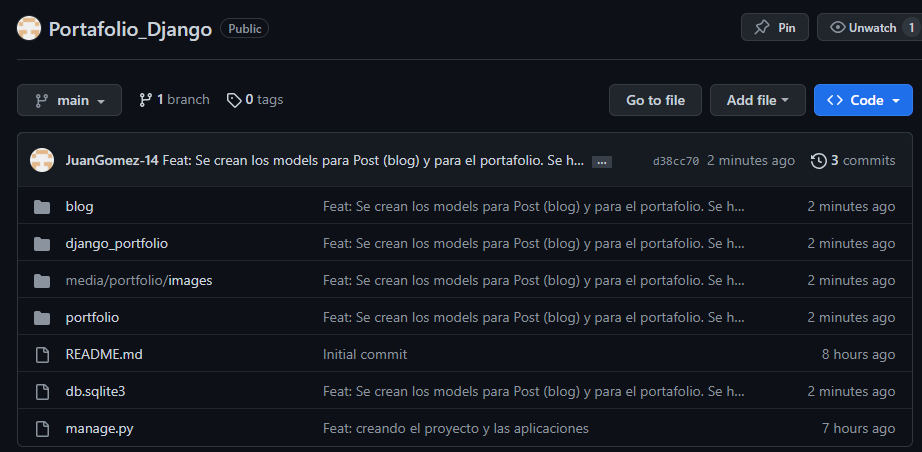 Portafolio_Django Public Pin Unwatch 1
main 1 branch 0 tags Go to file Add file Code
JuanGomez-14 Feat: Se crean los models para Post (blog) y para el portafolio. Se h... ... d38cc70 2 minutes ago 3 commits
blog Feat: Se crean los models para Post (blog) y para el portafolio. Se h... 2 minutes ago
django_portfolio Feat: Se crean los models para Post (blog) y para el portafolio. Se h... 2 minutes ago
media/portfolio/images Feat: Se crean los models para Post (blog) y para el portafolio. Se h... 2 minutes ago
portfolio Feat: Se crean los models para Post (blog) y para el portafolio. Se h... 2 minutes ago
README.md Initial commit 8 hours ago
db.sqlite3 Feat: Se crean los models para Post (blog) y para el portafolio. Se h... 2 minutes ago
manage.py Feat: creando el proyecto y las aplicaciones 7 hours ago